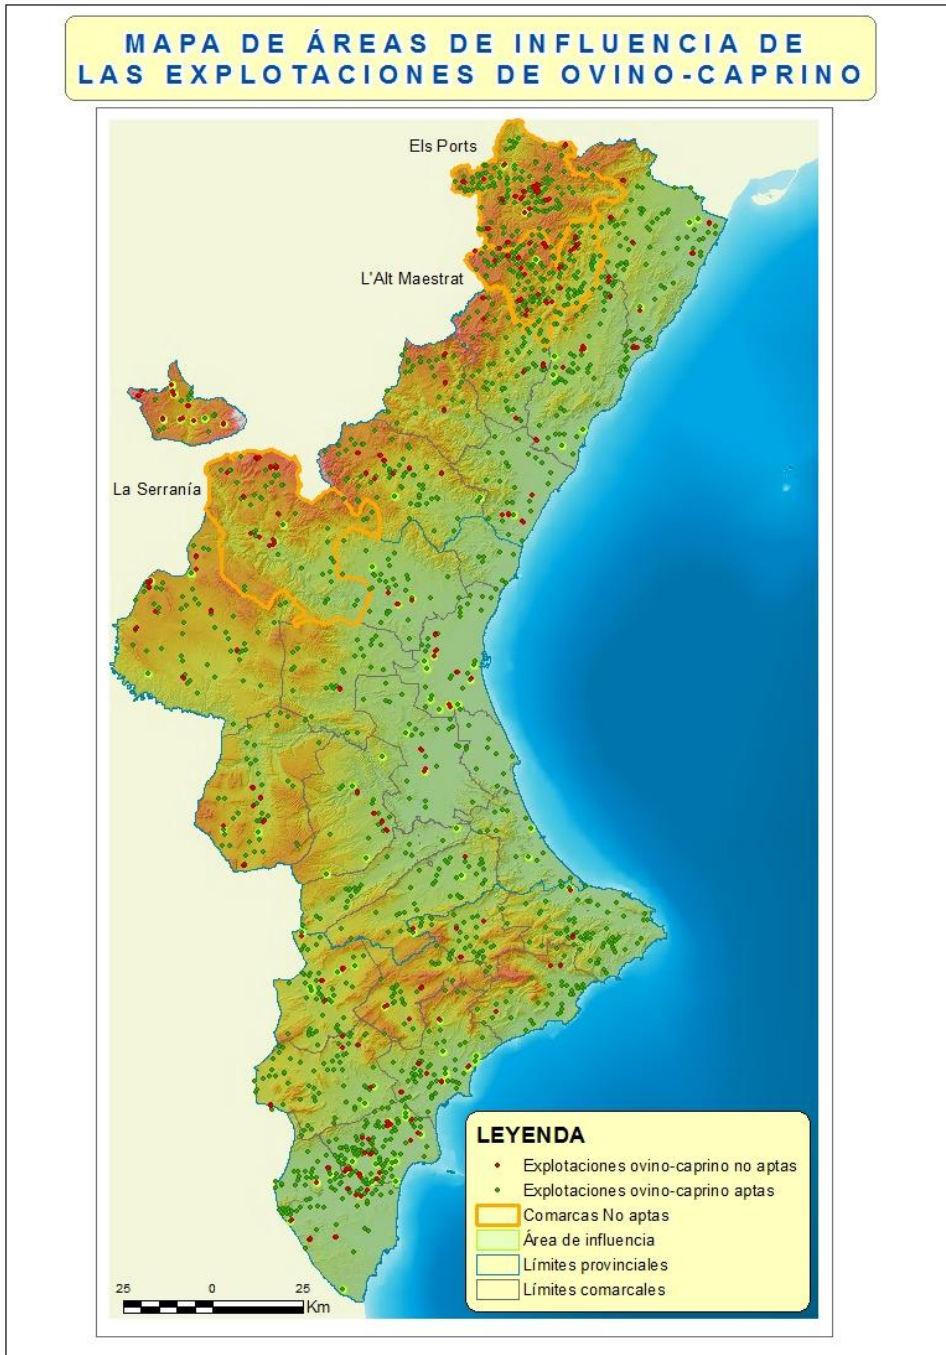 MAPA DE ÁREAS DE INFLUENCIA DE
LAS EXPLOTACIONES DE OVINO-CAPRINO
Els Ports
L'Alt Maestrat
La Serranía
LEYENDA
Explotaciones ovino-caprino no aptas
Explotaciones ovino-caprino aptas
Comarcas No aptas
Área de influencia
Límites provinciales
Límites comarcales
25 0 25
Km